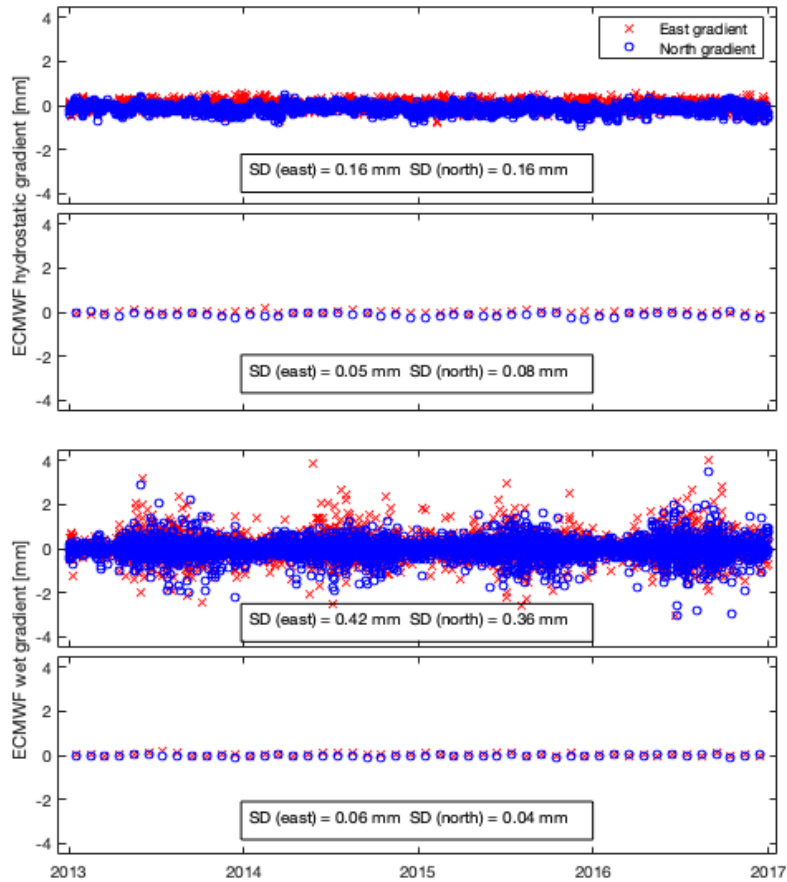 4
2
0
-2
-4
East gradient
North gradient
SD (east) = 0.16 mm SD (north) = 0.16 mm
ECMWF hydrostatic gradient [mm]
4
2
0
-2
-4
SD (east) = 0.05 mm SD (north) = 0.08 mm
4
2
0
-2
-4
SD (east) = 0.42 mm SD (north) = 0.36 mm
ECMWF wet gradient [mm]
4
2
0
-2
-4
SD (east) = 0.06 mm SD (north) = 0.04 mm
2013 2014 2015 2016 2017